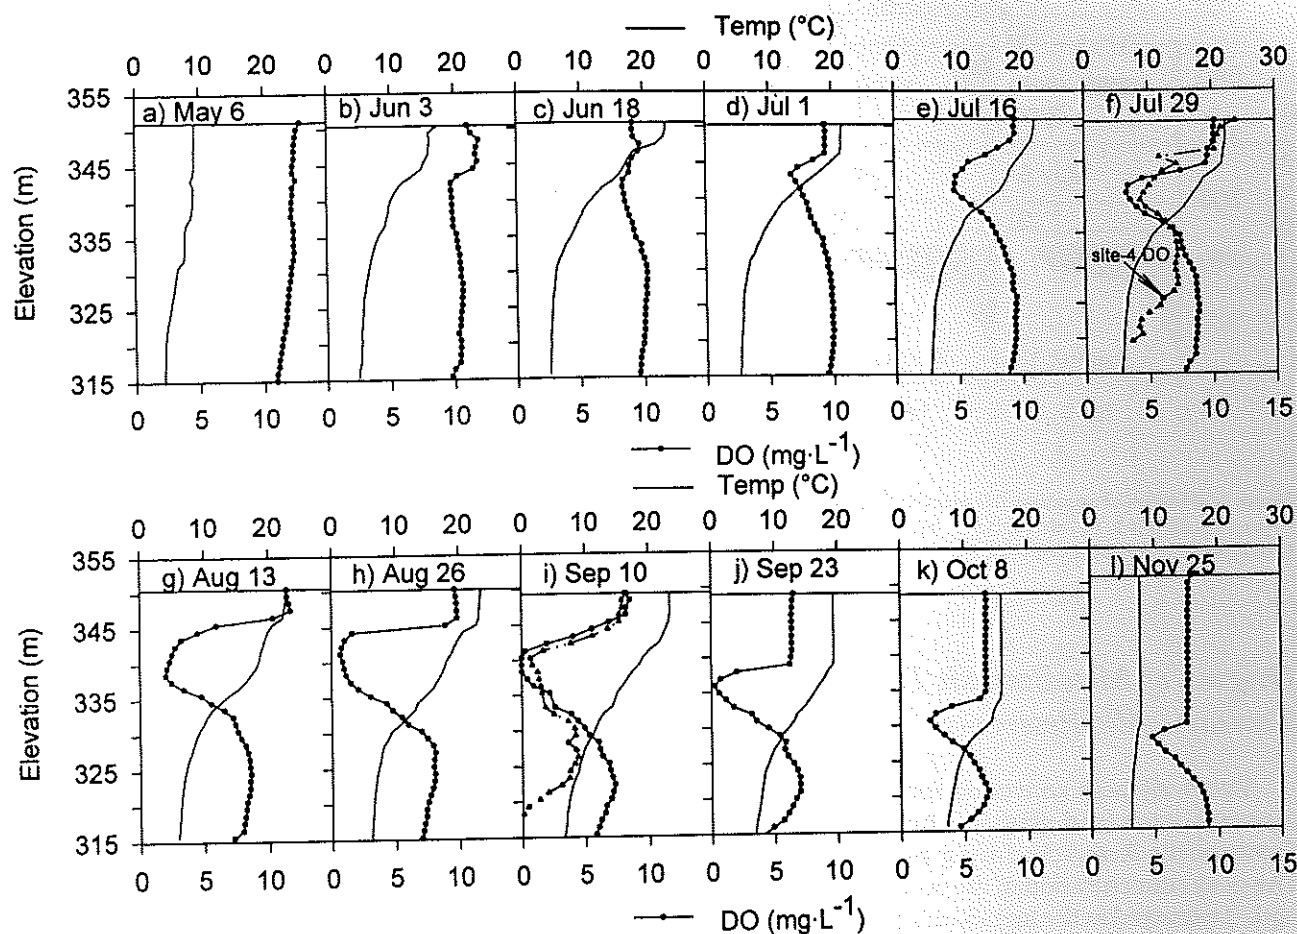 Temp (°C)
0 10 20 0 10 20 0 10 20 0 10 20 0 10 20 0 10 20 30
355 a) May 6 b) Jun 3 c) Jun 18 d) Jul 1 e) Jul 16 f) Jul 29
345
335
325
315
Elevation (m)
site-4 DO
0 5 10 0 5 10 0 5 10 0 5 10 0 5 10 0 5 10 15
DO (mg·L-1)
Temp (°C)
0 10 20 0 10 20 0 10 20 0 10 20 0 10 20 0 10 20 30
355 g) Aug 13 h) Aug 26 i) Sep 10 j) Sep 23 k) Oct 8 l) Nov 25
345
335
325
315
Elevation (m)
0 5 10 0 5 10 0 5 10 0 5 10 0 5 10 0 5 10 15
DO (mg·L-1)